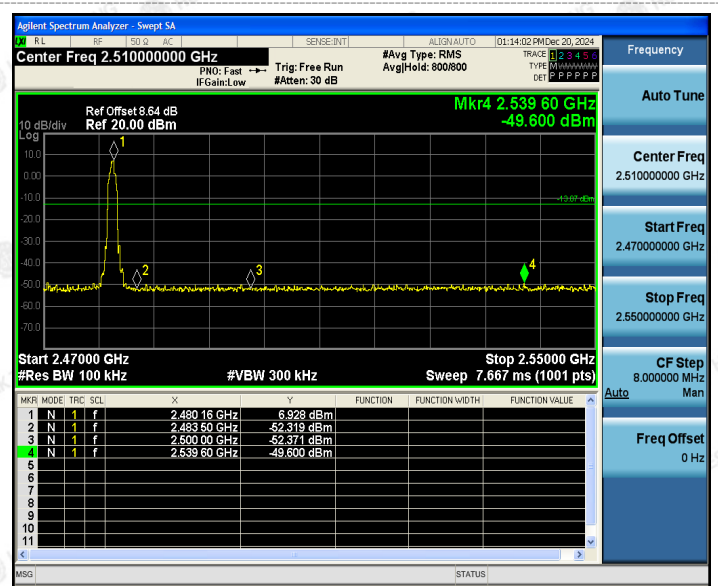 Agilent Spectrum Analyzer - Swept SA
LXI RL RF 50 Ω AC SENSE:INT ALIGN AUTO 01:14:02 PM Dec 20, 2024
Center Freq 2.510000000 GHz #Avg Type: RMS TRACE 1 2 3 4 5 6
PNO: Fast Trig: Free Run Avg|Hold: 800/800 TYPE M
IFGain:Low #Atten: 30 dB DET P P P P P P
Mkr4 2.539 60 GHz
-49.600 dBm
Ref Offset 8.64 dB
10 dB/div Ref 20.00 dBm
Log
1
10.0
0.00
-10.0
-13.07 dBm
-20.0
-30.0
-40.0
2 3 4
-50.0
-60.0
-70.0
Start 2.47000 GHz Stop 2.55000 GHz
#Res BW 100 kHz #VBW 300 kHz Sweep 7.667 ms (1001 pts)
MKR MODE TRC SCL X Y FUNCTION FUNCTION WIDTH FUNCTION VALUE
1 N 1 f 2.480 16 GHz 6.928 dBm
2 N 1 f 2.483 50 GHz -52.319 dBm
3 N 1 f 2.500 00 GHz -52.371 dBm
4 N 1 f 2.539 60 GHz -49.600 dBm
5
6
7
8
9
10
11
MSG STATUS
Frequency
Auto Tune
Center Freq
2.510000000 GHz
Start Freq
2.470000000 GHz
Stop Freq
2.550000000 GHz
CF Step
8.000000 MHz
Auto Man
Freq Offset
0 Hz